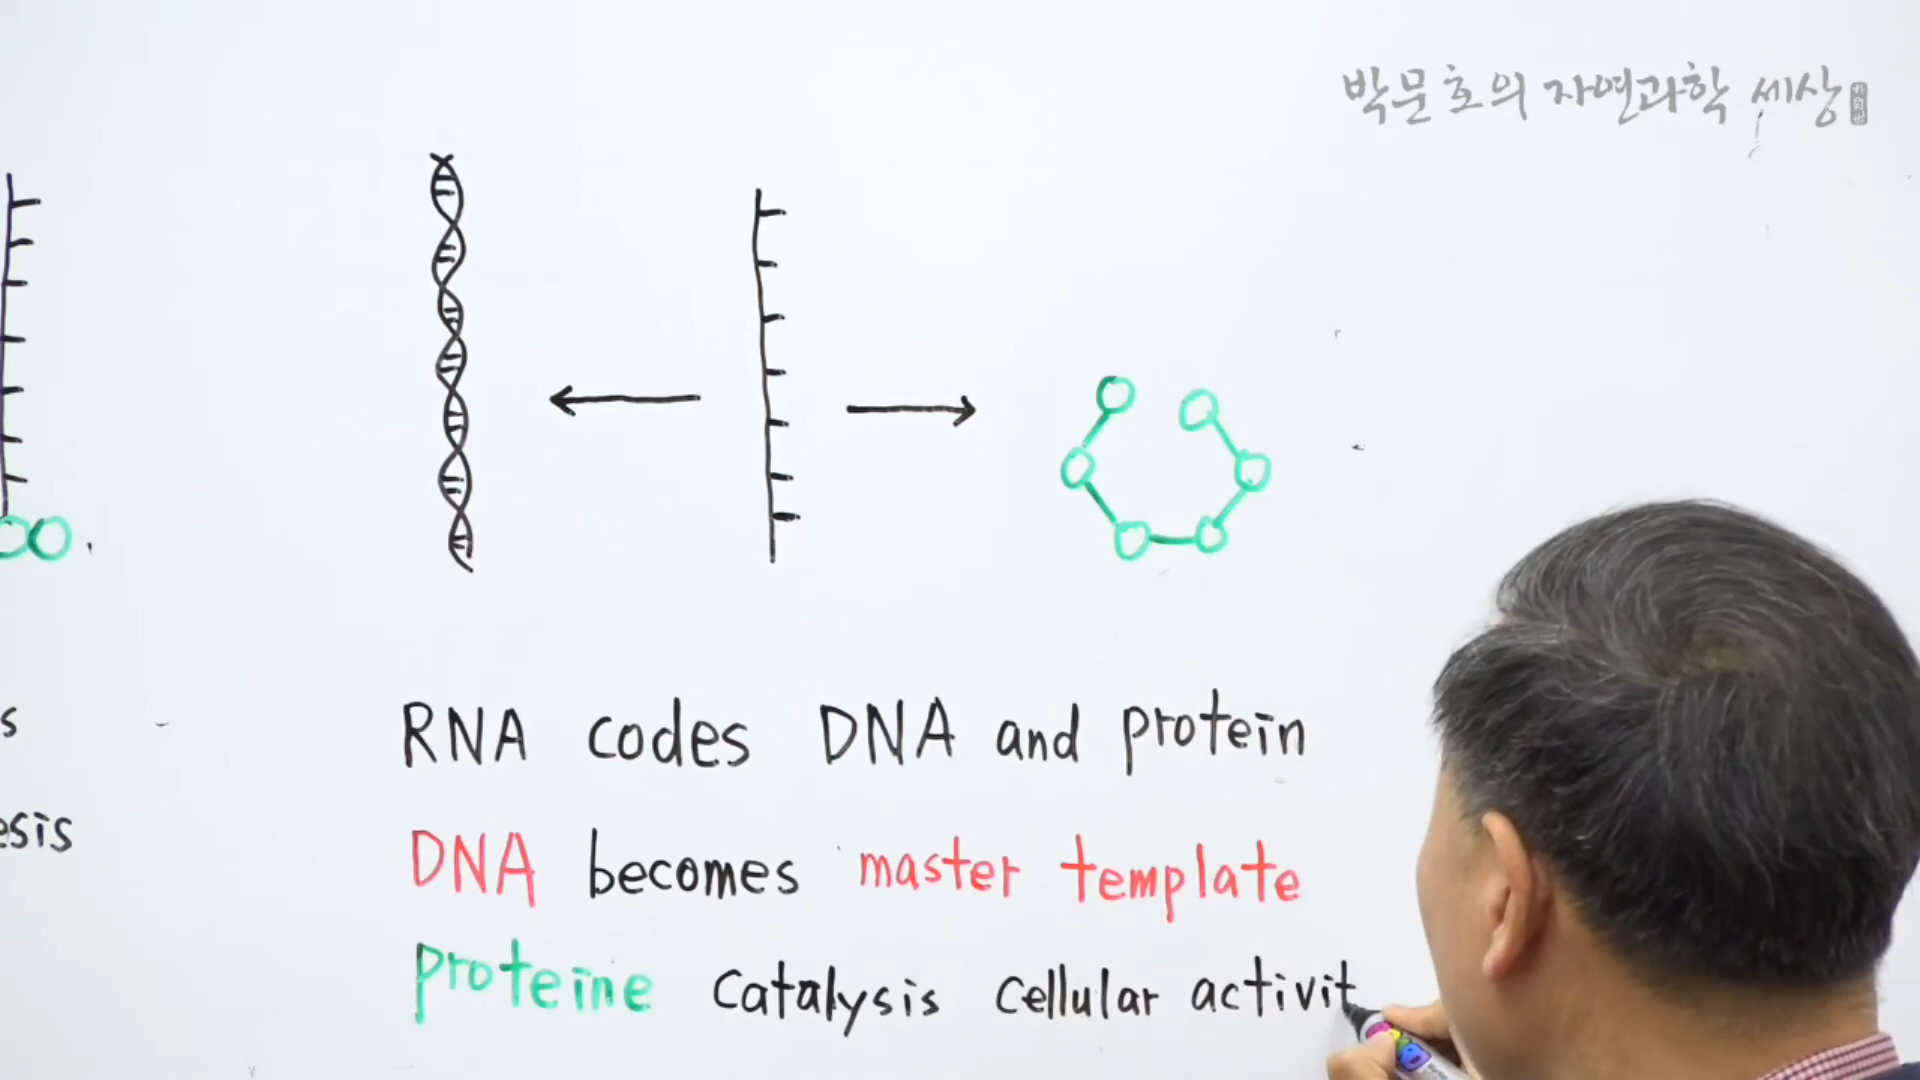 박문호의 자연과학 세상
s
esis
RNA codes DNA and protein
DNA becomes master template
proteine catalysis cellular activit